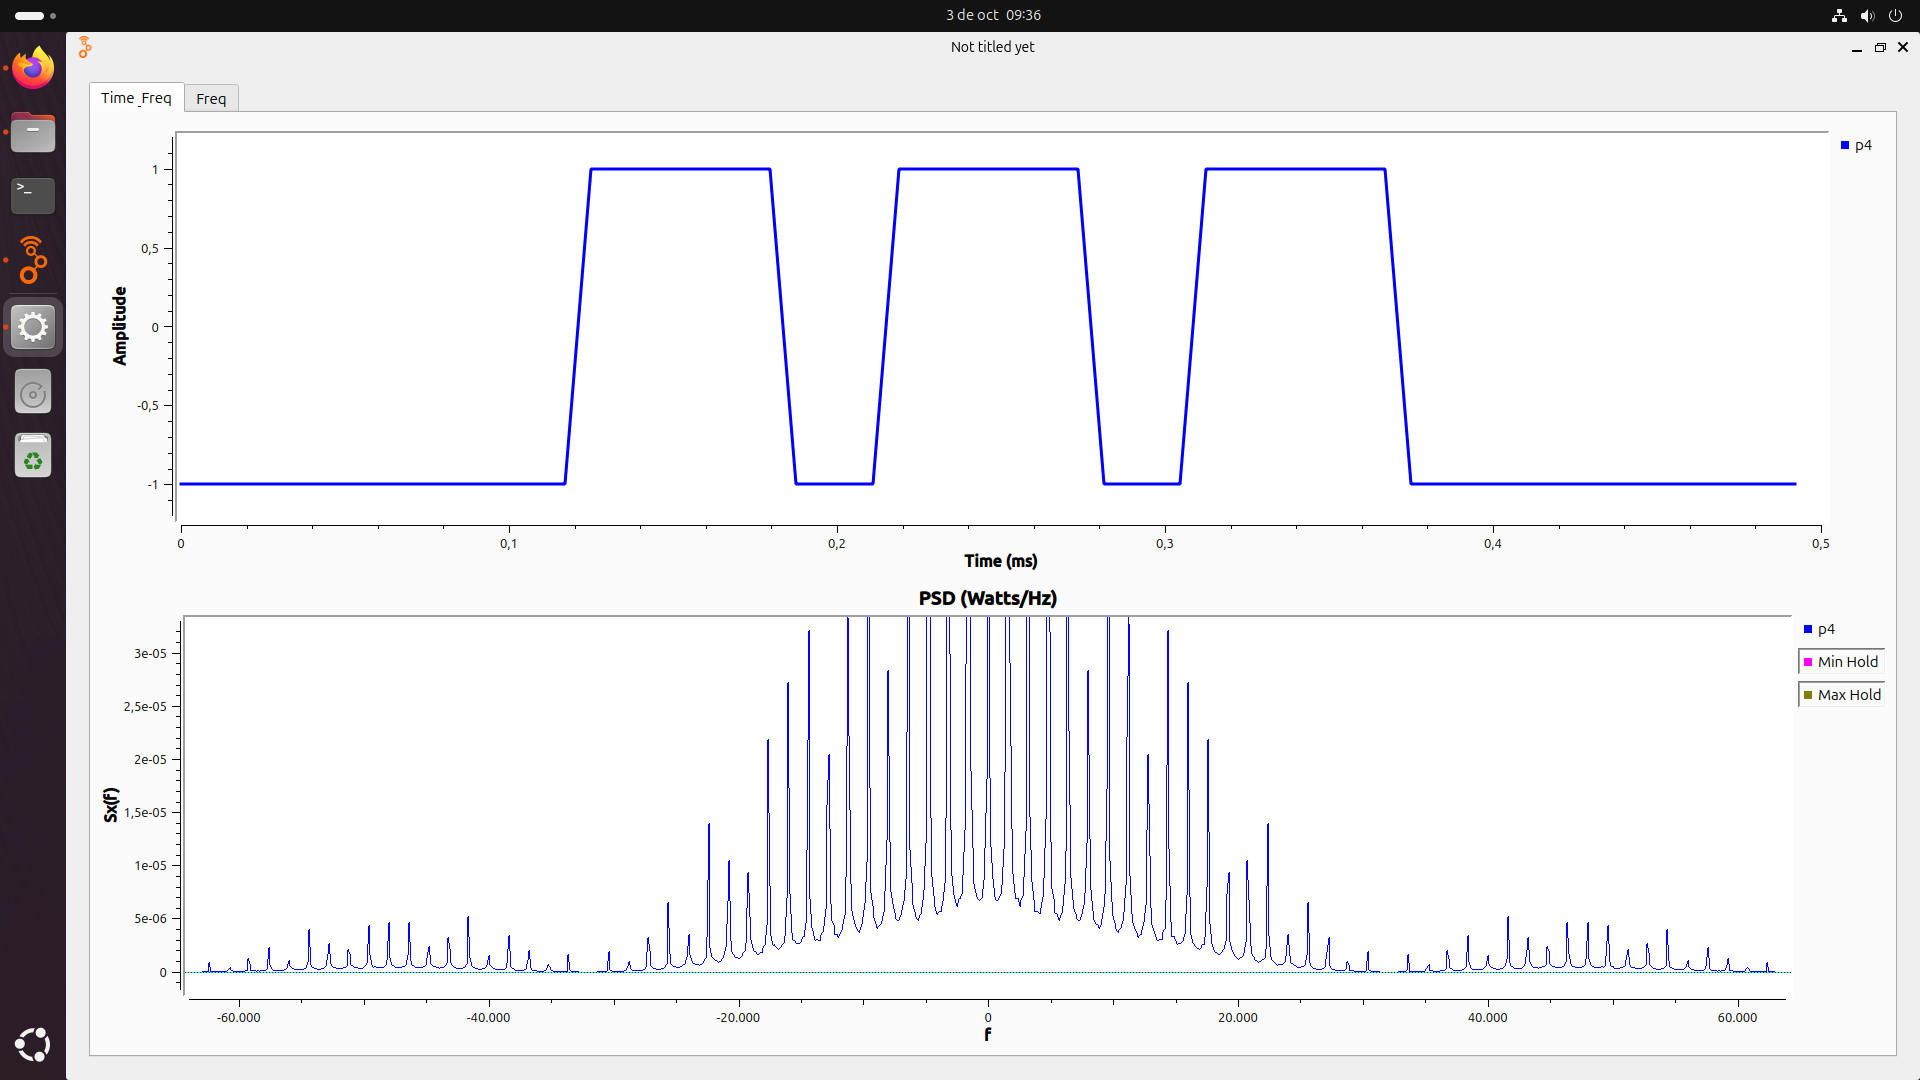 3 de oct 09:36
Not titled yet
Time_Freq Freq
p4
1
0,5
0
-0,5
-1
Amplitude
0 0,1 0,2 0,3 0,4 0,5
Time (ms)
PSD (Watts/Hz)
p4
Min Hold
Max Hold
3e-05
2,5e-05
2e-05
1,5e-05
1e-05
5e-06
0
Sx(f)
-60.000 -40.000 -20.000 0 20.000 40.000 60.000
f